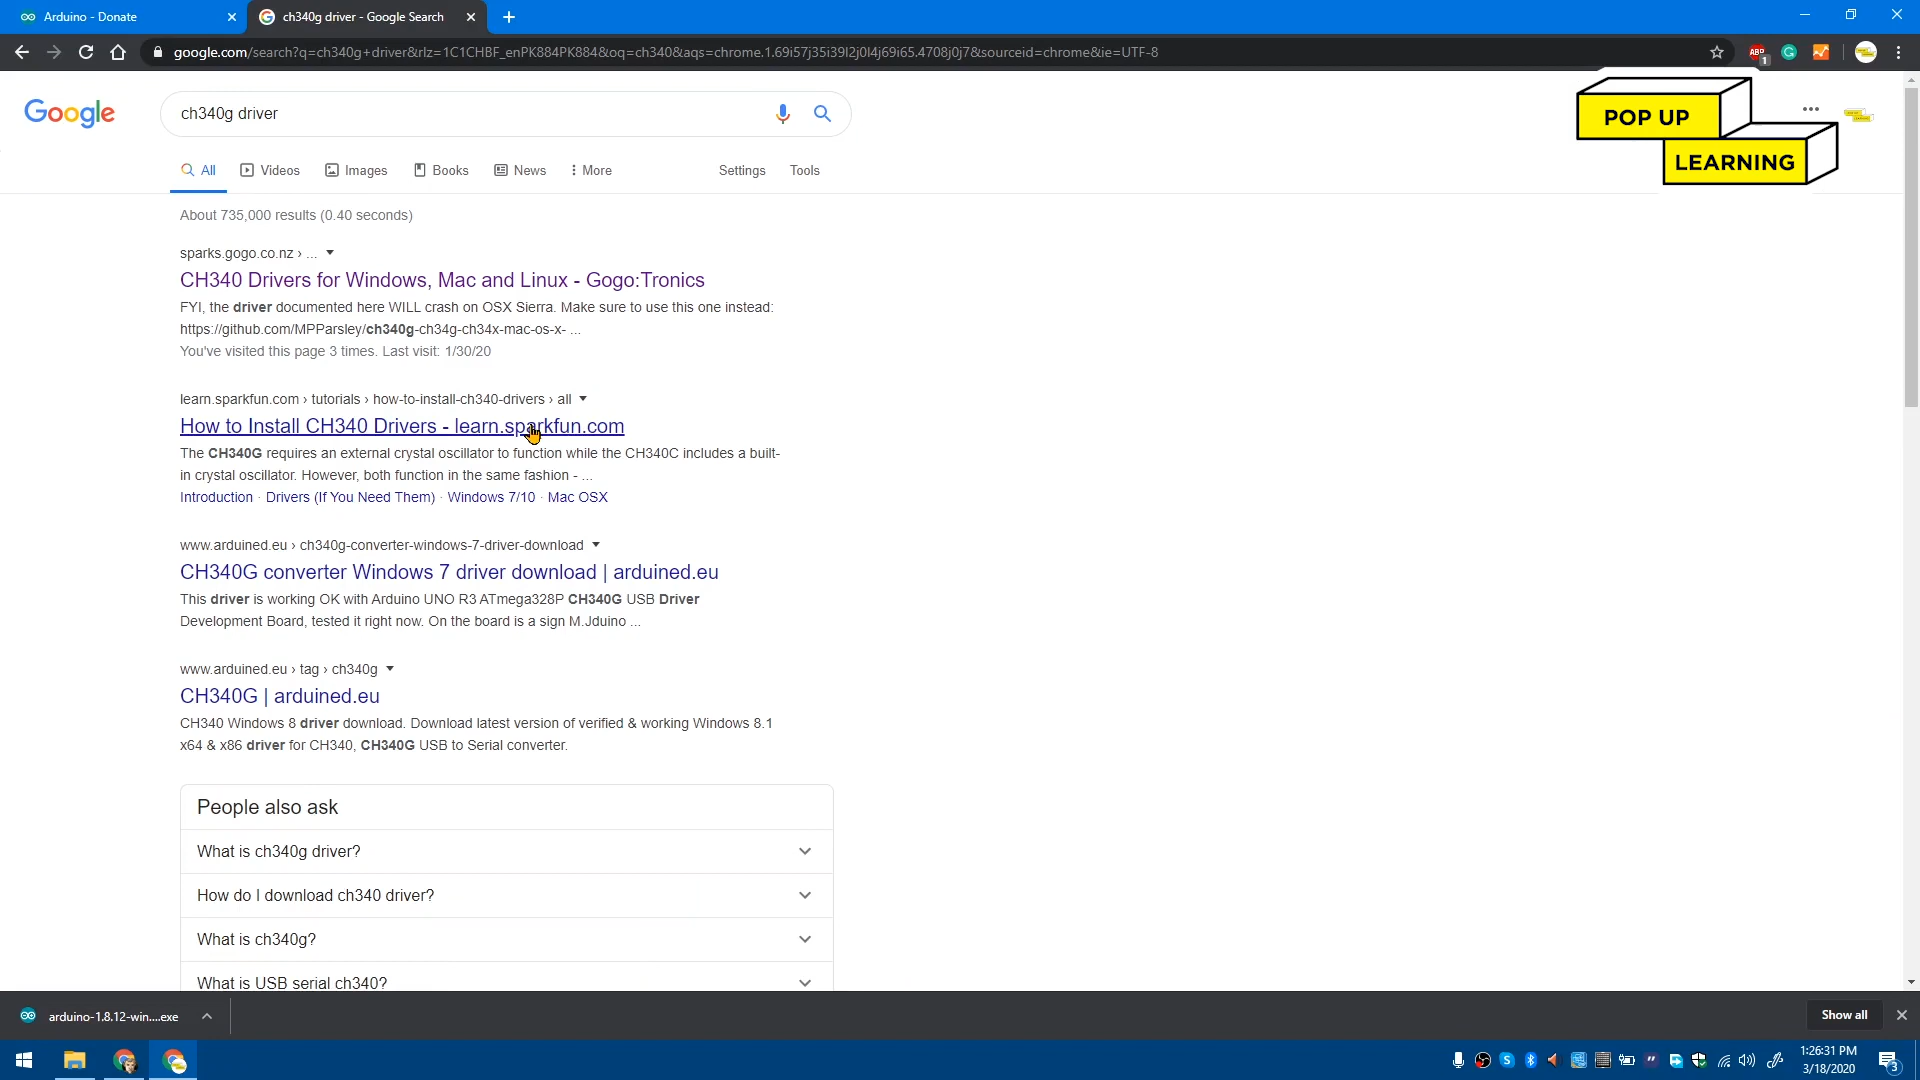 Arduino - Donate
ch340g driver - Google Search
google.com/search?q=ch340g+driver&rlz=1C1CHBF_enPK884PK884&oq=ch340&aqs=chrome.1.69i57j35i39l2j0l4j69i65.4708j0j7&sourceid=chrome&ie=UTF-8
ABP
1
POP UP
LEARNING
Google
ch340g driver
All
Videos
Images
Books
News
More
Settings
Tools
About 735,000 results (0.40 seconds)
sparks.gogo.co.nz › ...
CH340 Drivers for Windows, Mac and Linux - Gogo:Tronics
FYI, the driver documented here WILL crash on OSX Sierra. Make sure to use this one instead:
https://github.com/MPParsley/ch340g-ch34g-ch34x-mac-os-x- ...
You've visited this page 3 times. Last visit: 1/30/20
learn.sparkfun.com › tutorials › how-to-install-ch340-drivers › all
How to Install CH340 Drivers - learn.sparkfun.com
The CH340G requires an external crystal oscillator to function while the CH340C includes a built-
in crystal oscillator. However, both function in the same fashion - ...
Introduction · Drivers (If You Need Them) · Windows 7/10 · Mac OSX
www.arduined.eu › ch340g-converter-windows-7-driver-download
CH340G converter Windows 7 driver download | arduined.eu
This driver is working OK with Arduino UNO R3 ATmega328P CH340G USB Driver
Development Board, tested it right now. On the board is a sign M.Jduino ...
www.arduined.eu › tag › ch340g
CH340G | arduined.eu
CH340 Windows 8 driver download. Download latest version of verified & working Windows 8.1
x64 & x86 driver for CH340, CH340G USB to Serial converter.
People also ask
What is ch340g driver?
How do I download ch340 driver?
What is ch340g?
What is USB serial ch340?
arduino-1.8.12-win....exe
Show all
1:26:31 PM
3/18/2020
3